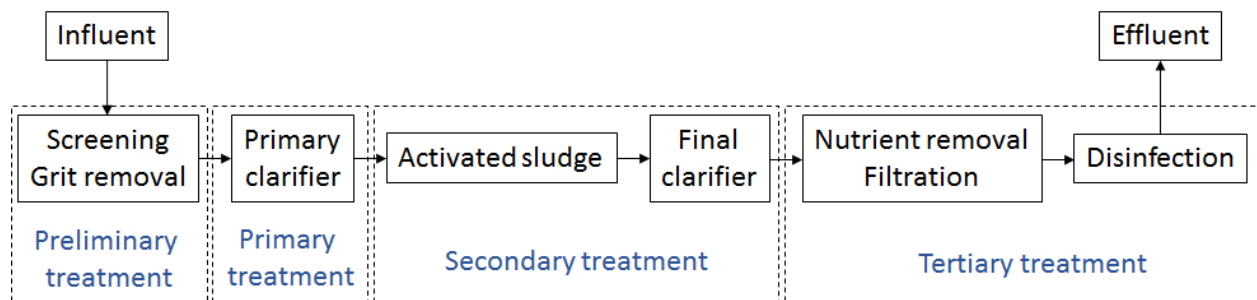 Influent
Effluent
Screening
Grit removal
Primary
clarifier
Activated sludge
Final
clarifier
Nutrient removal
Filtration
Disinfection
Preliminary
treatment
Primary
treatment
Secondary treatment
Tertiary treatment